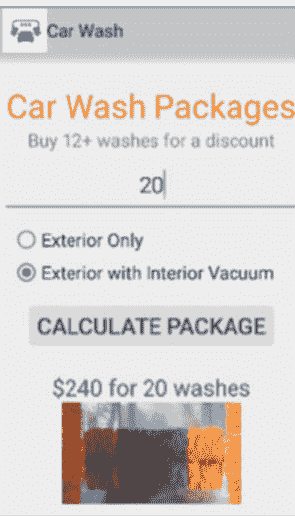 Car Wash
Car Wash Packages
Buy 12+ washes for a discount
20
Exterior Only
Exterior with Interior Vacuum
CALCULATE PACKAGE
$240 for 20 washes